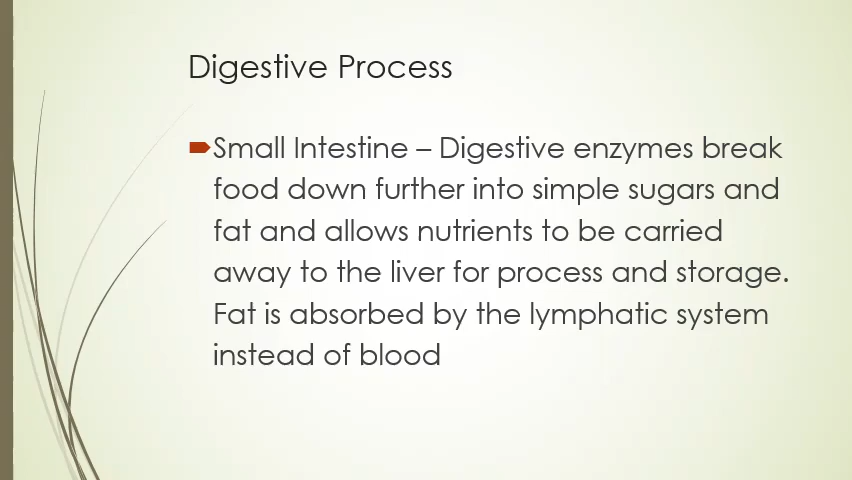 Digestive Process
Small Intestine – Digestive enzymes break
food down further into simple sugars and
fat and allows nutrients to be carried
away to the liver for process and storage.
Fat is absorbed by the lymphatic system
instead of blood